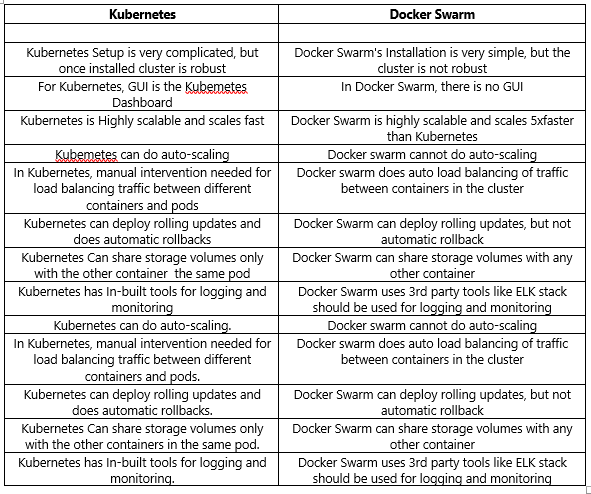 Kubernetes	Docker Swarm
Kubernetes Setup is very complicated, but	Docker Swarm's Installation is very simple, but the
once installed cluster is robust	cluster is not robust
For Kubernetes, GUI is the Kubemetes	In Docker Swarm, there is no GUI
Dashboard
Kubernetes is Highly scalable and scales fast	Docker Swarm is highly scalable and scales 5xfaster
than Kubernetes
Kubemetes can do auto-scaling	Docker swarm cannot do auto-scaling
In Kubernetes, manual intervention needed for	Docker swarm does auto load balancing of traffic
load balancing traffic between different	between containers in the cluster
containers and pods
Kubernetes can deploy rolling updates and	Docker Swarm can deploy rolling updates, but not
does automatic rollbacks	automatic rollback
Kubernetes Can share storage volumes only	Docker Swarm can share storage volumes with any
with the other container the same pod	other container
Kubernetes has In-built tools for logging and	Docker Swarm uses 3rd party tools like ELK stack
monitoring	should be used for logging and monitoring
Kubernetes can do auto-scaling.	Docker swarm cannot do auto-scaling
In Kubernetes, manual intervention needed for	Docker swarm does auto load balancing of traffic
load balancing traffic between different	between containers in the cluster
containers and pods.
Kubernetes can deploy rolling updates and	Docker Swarm can deploy rolling updates, but not
does automatic rollbacks.	automatic rollback
Kubernetes Can share storage volumes only	Docker Swarm can share storage volumes with any
with the other containers in the same pod.	other container
Kubernetes has In-built tools for logging and	Docker Swarm uses 3rd party tools like ELK stack
monitoring.	should be used for logging and monitoring